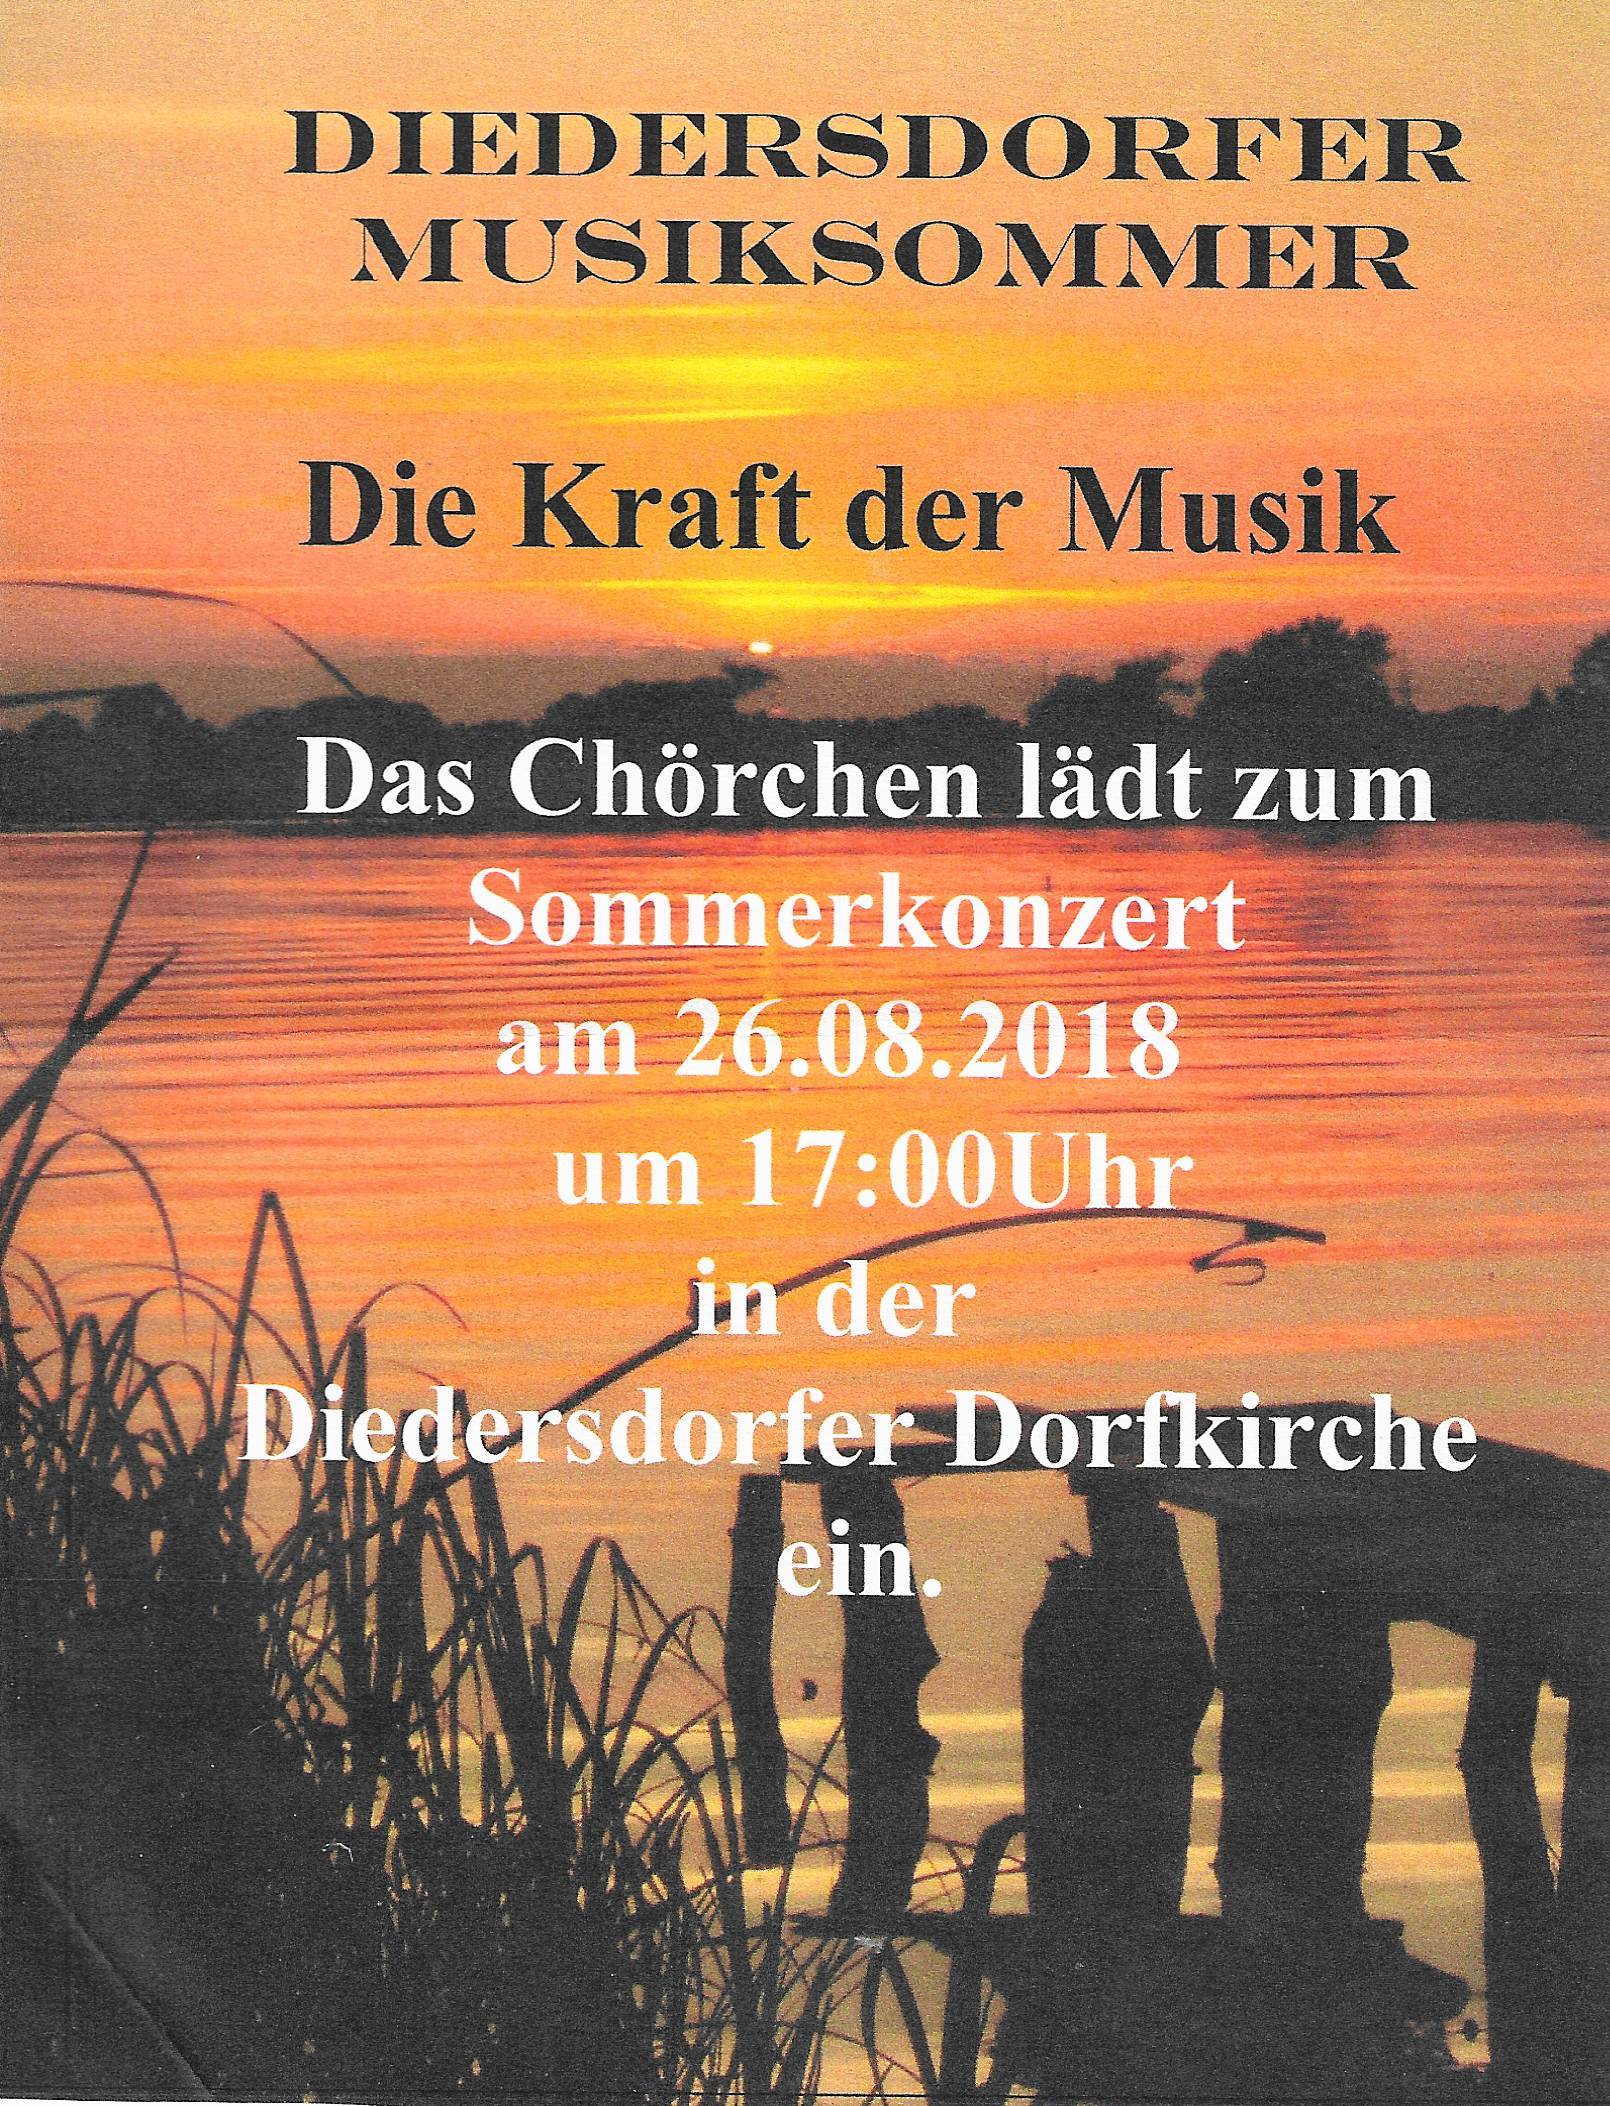 DIEDERSDORFER
MUSIKSOMMER
Die Kraft der Musik
Das Chörchen lädt zum
Sommerkonzert
am 26.08.2018
um 17:00Uhr
in der
Diedersdorfer Dorfkirche
ein.